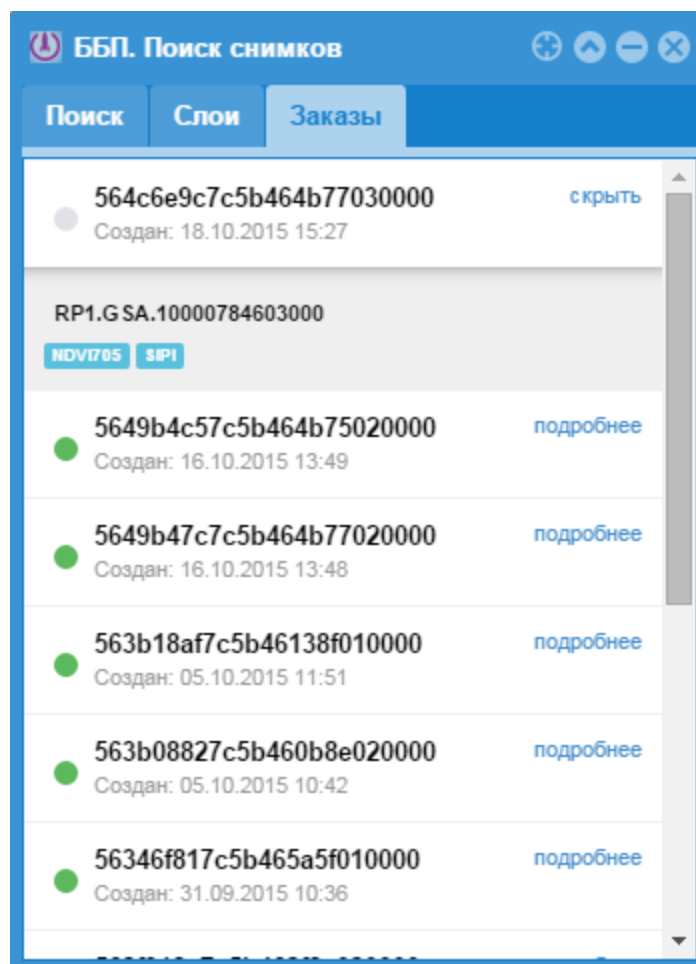 ББП. Поиск снимков
Поиск Слои Заказы
564c6e9c7c5b464b77030000 скрыть
Создан: 18.10.2015 15:27
RP1.GSA.10000784603000
NDVI705 SIPI
5649b4c57c5b464b75020000 подробнее
Создан: 16.10.2015 13:49
5649b47c7c5b464b77020000 подробнее
Создан: 16.10.2015 13:48
563b18af7c5b46138f010000 подробнее
Создан: 05.10.2015 11:51
563b08827c5b460b8e020000 подробнее
Создан: 05.10.2015 10:42
56346f817c5b465a5f010000 подробнее
Создан: 31.09.2015 10:36